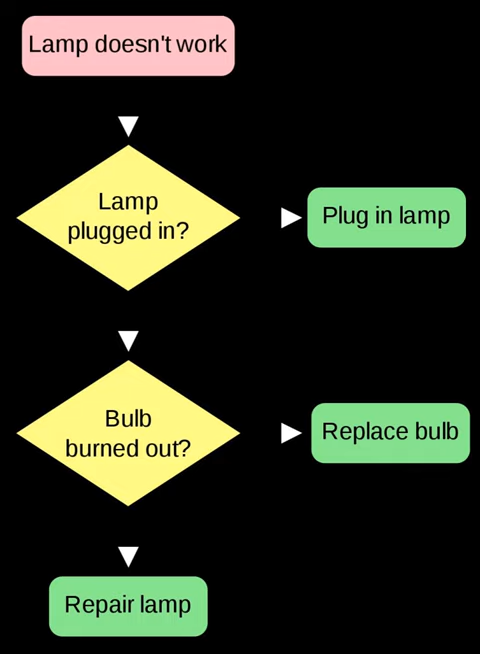 Lamp doesn't work
Lamp
plugged in?
Plug in lamp
Bulb
burned out?
Replace bulb
Repair lamp